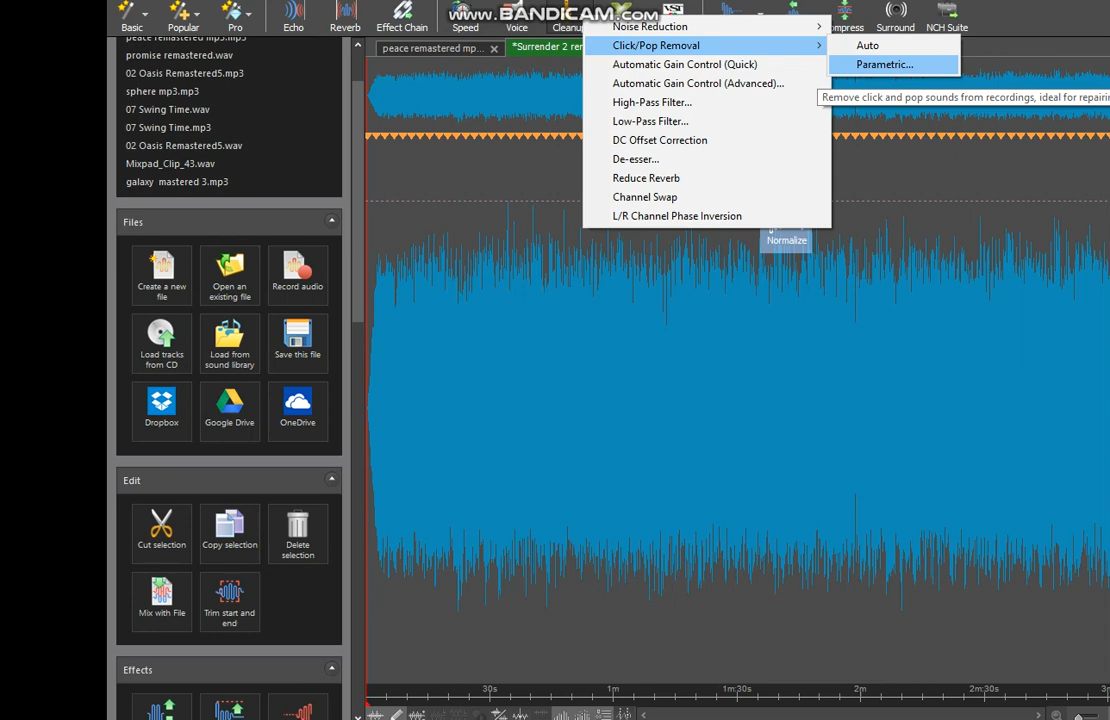 www.BANDICAM.com
Basic
Popular
Pro
Echo
Reverb
Effect Chain
Speed
Voice
Cleanup
Surround
NCH Suite
peace remastered mp...
*Surrender 2 rem
Noise Reduction
Click/Pop Removal
Automatic Gain Control (Quick)
Automatic Gain Control (Advanced)...
High-Pass Filter...
Low-Pass Filter...
DC Offset Correction
De-esser...
Reduce Reverb
Channel Swap
L/R Channel Phase Inversion
Auto
Parametric...
Remove click and pop sounds from recordings, ideal for repairin
Normalize
peace remastered mp3.mp3
promise remastered.wav
02 Oasis Remastered5.mp3
sphere mp3.mp3
07 Swing Time.wav
07 Swing Time.mp3
02 Oasis Remastered5.wav
Mixpad_Clip_43.wav
galaxy mastered 3.mp3
Files
Create a new
file
Open an
existing file
Record audio
Load tracks
from CD
Load from
sound library
Save this file
Dropbox
Google Drive
OneDrive
Edit
Cut selection
Copy selection
Delete
selection
Mix with File
Trim start and
end
Effects
30s
1m
1m:30s
2m
2m:30s